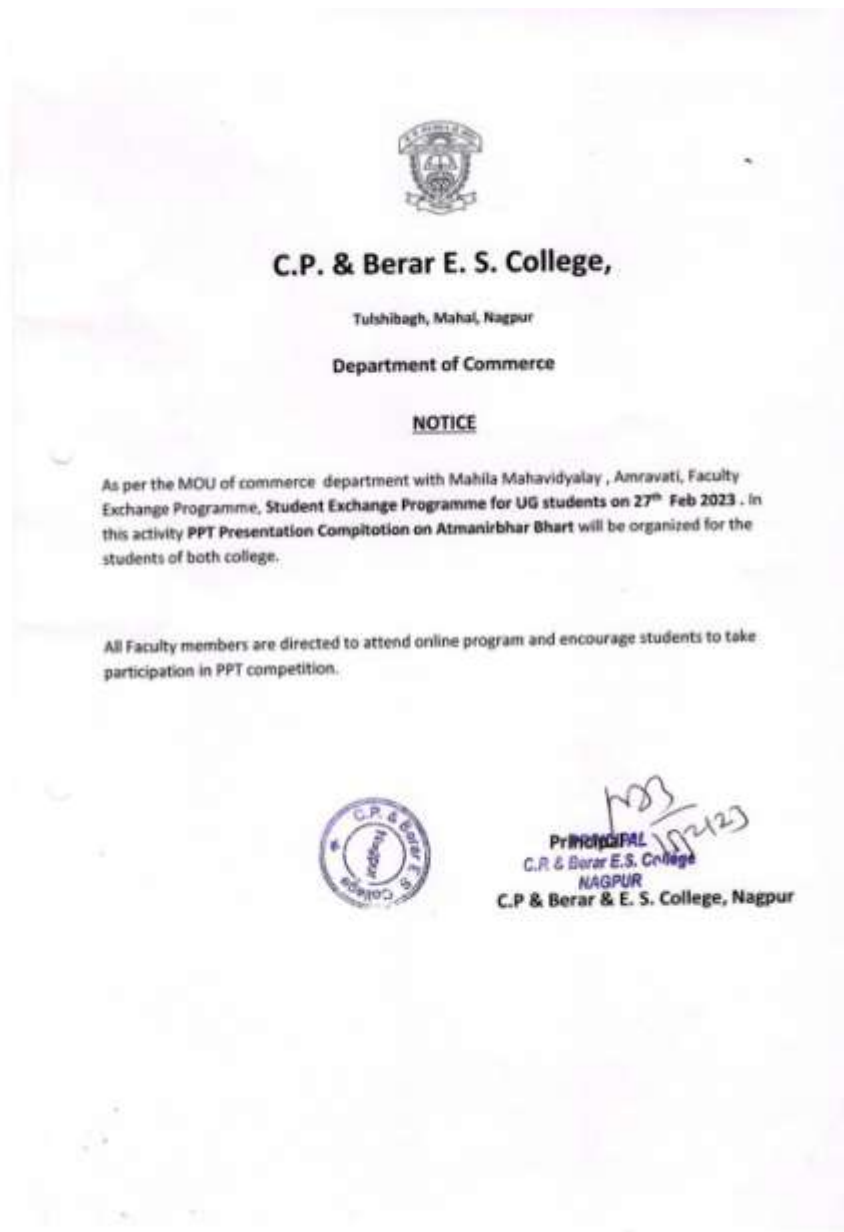 C.P. & Berar E. S. College,
Tulshibagh, Mahal, Nagpur
Department of Commerce
NOTICE
As per the MOU of commerce department with Mahila Mahavidyalay , Amravati, Faculty
Exchange Programme, Student Exchange Programme for UG students on 27th Feb 2023 . In
this activity PPT Presentation Compitotion on Atmanirbhar Bhart will be organized for the
students of both college.
All Faculty members are directed to attend online program and encourage students to take
participation in PPT competition.
C.P. & Berar E. S. College
Nagpur
Principal
PRINCIPAL
C.P. & Berar E.S. College
NAGPUR
C.P & Berar & E. S. College, Nagpur